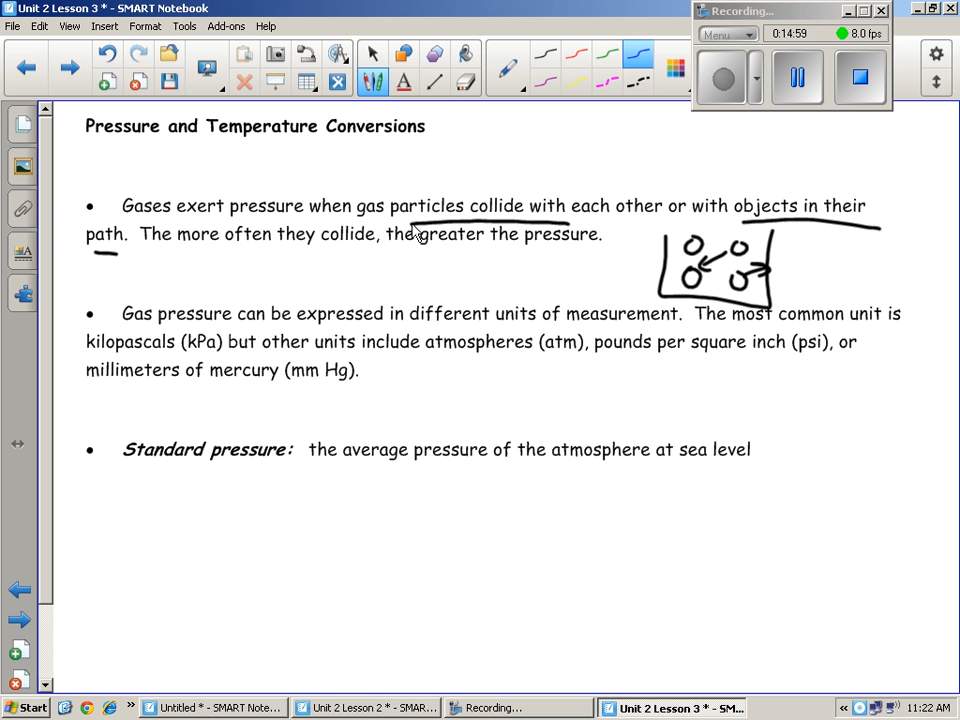 Unit 2 Lesson 3 * - SMART Notebook
Recording...
File Edit View Insert Format Tools Help
Menu
0:14:59
8.0 fps
Pressure and Temperature Conversions
• Gases exert pressure when gas particles collide with each other or with objects in their
path. The more often they collide, the greater the pressure.
• Gas pressure can be expressed in different units of measurement. The most common unit is
kilopascals (kPa) but other units include atmospheres (atm), pounds per square inch (psi), or
millimeters of mercury (mm Hg).
• Standard pressure: the average pressure of the atmosphere at sea level
Start
Untitled * - SMART Note...
Unit 2 Lesson 2 * - SMAR...
Recording...
Unit 2 Lesson 3 * - SM...
11:22 AM